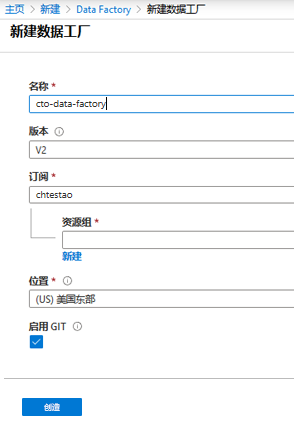 主页 > 新建 > Data Factory > 新建数据工厂
新建数据工厂
名称 *
cto-data-factory
版本
V2
订阅 *
chtestao
资源组 *
新建
位置 *
(US) 美国东部
启用 GIT
创造